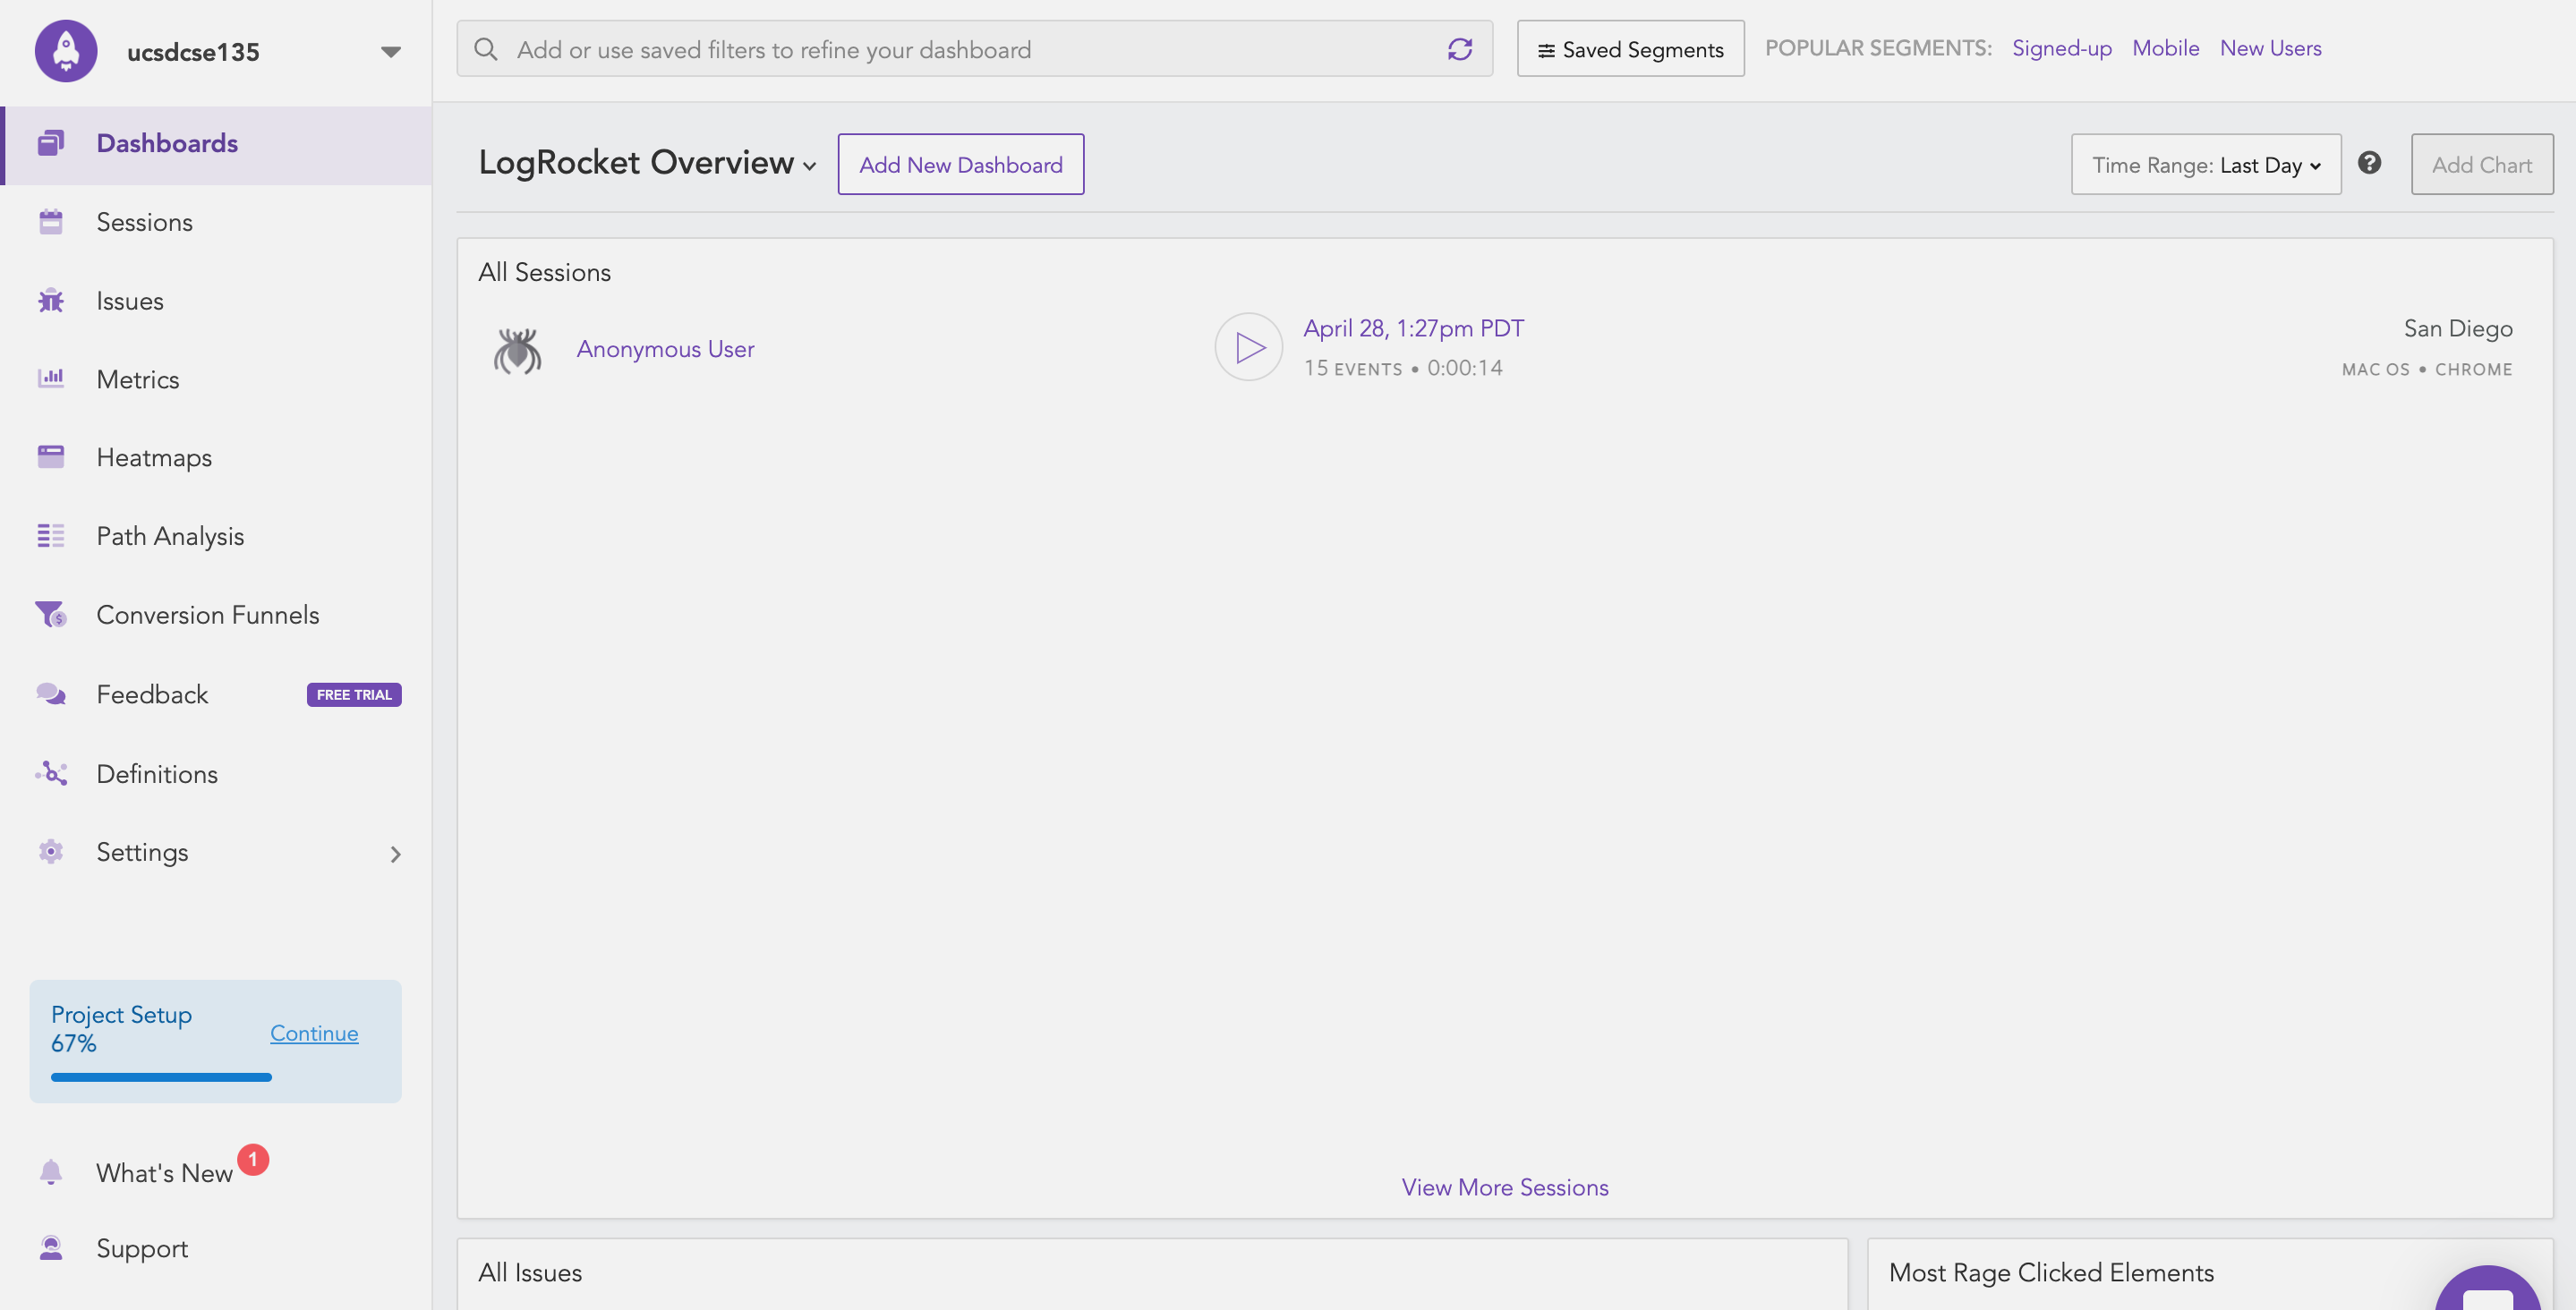 ucsdcse135
Dashboards
Sessions
Issues
Metrics
Heatmaps
Path Analysis
Conversion Funnels
Feedback FREE TRIAL
Definitions
Settings
Project Setup
67%
Continue
What's New 1
Support
Add or use saved filters to refine your dashboard
Saved Segments
POPULAR SEGMENTS: Signed-up Mobile New Users
LogRocket Overview
Add New Dashboard
Time Range: Last Day
?
Add Chart
All Sessions
Anonymous User
April 28, 1:27pm PDT
15 EVENTS • 0:00:14
San Diego
MAC OS • CHROME
View More Sessions
All Issues
Most Rage Clicked Elements